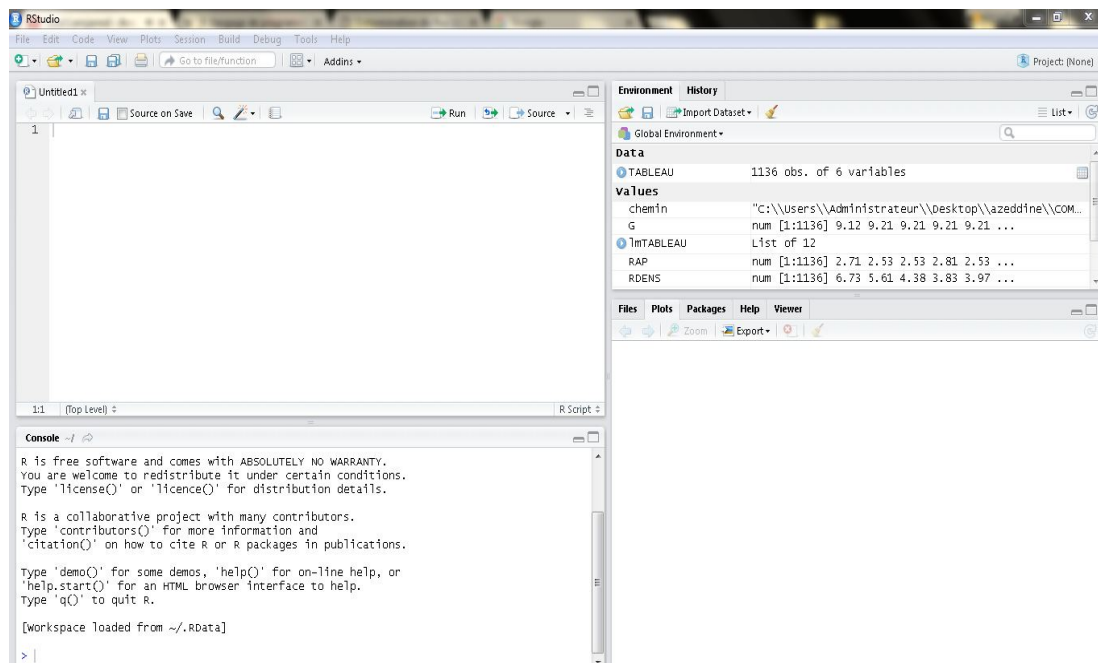 RStudio
File Edit Code View Plots Session Build Debug Tools Help
Go to file/function Addins Project: (None)
Untitled1
Source on Save Run Source
1
1:1 (Top Level) R Script
Console ~/
R is free software and comes with ABSOLUTELY NO WARRANTY.
You are welcome to redistribute it under certain conditions.
Type 'license()' or 'licence()' for distribution details.
R is a collaborative project with many contributors.
Type 'contributors()' for more information and
'citation()' on how to cite R or R packages in publications.
Type 'demo()' for some demos, 'help()' for on-line help, or
'help.start()' for an HTML browser interface to help.
Type 'q()' to quit R.
[Workspace loaded from ~/.RData]
>
Environment History
Import Dataset List
Global Environment
Data
TABLEAU 1136 obs. of 6 variables
Values
chemin "C:\\Users\\Administrateur\\Desktop\\azeddine\\COM...
G num [1:1136] 9.12 9.21 9.21 9.21 9.21 ...
lmTABLEAU List of 12
RAP num [1:1136] 2.71 2.53 2.53 2.81 2.53 ...
RDENS num [1:1136] 6.73 5.61 4.38 3.83 3.97 ...
Files Plots Packages Help Viewer
Zoom Export